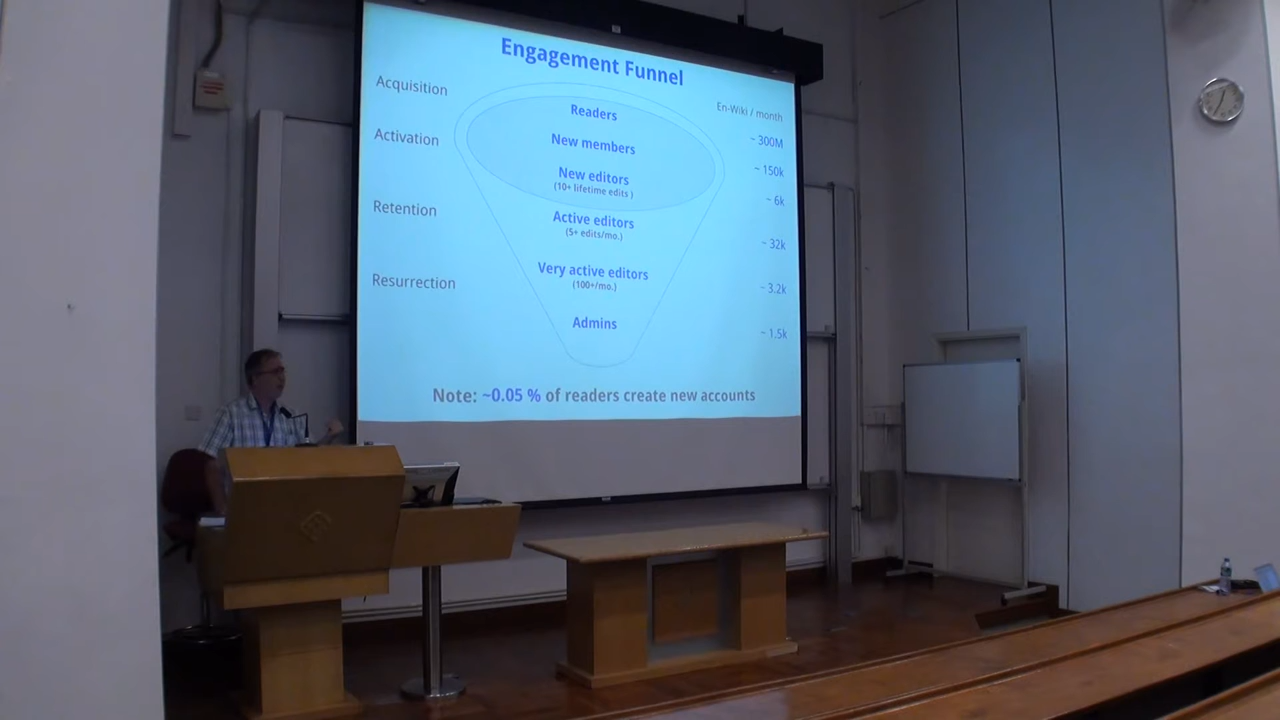 Engagement Funnel
Acquisition
Readers
En-Wiki / month
Activation
New members
~ 300M
New editors
~ 150k
(10+ lifetime edits )
~ 6k
Retention
Active editors
(5+ edits/mo.)
~ 32k
Resurrection
Very active editors
(100+/mo.)
~ 3.2k
Admins
~ 1.5k
Note: ~0.05 % of readers create new accounts